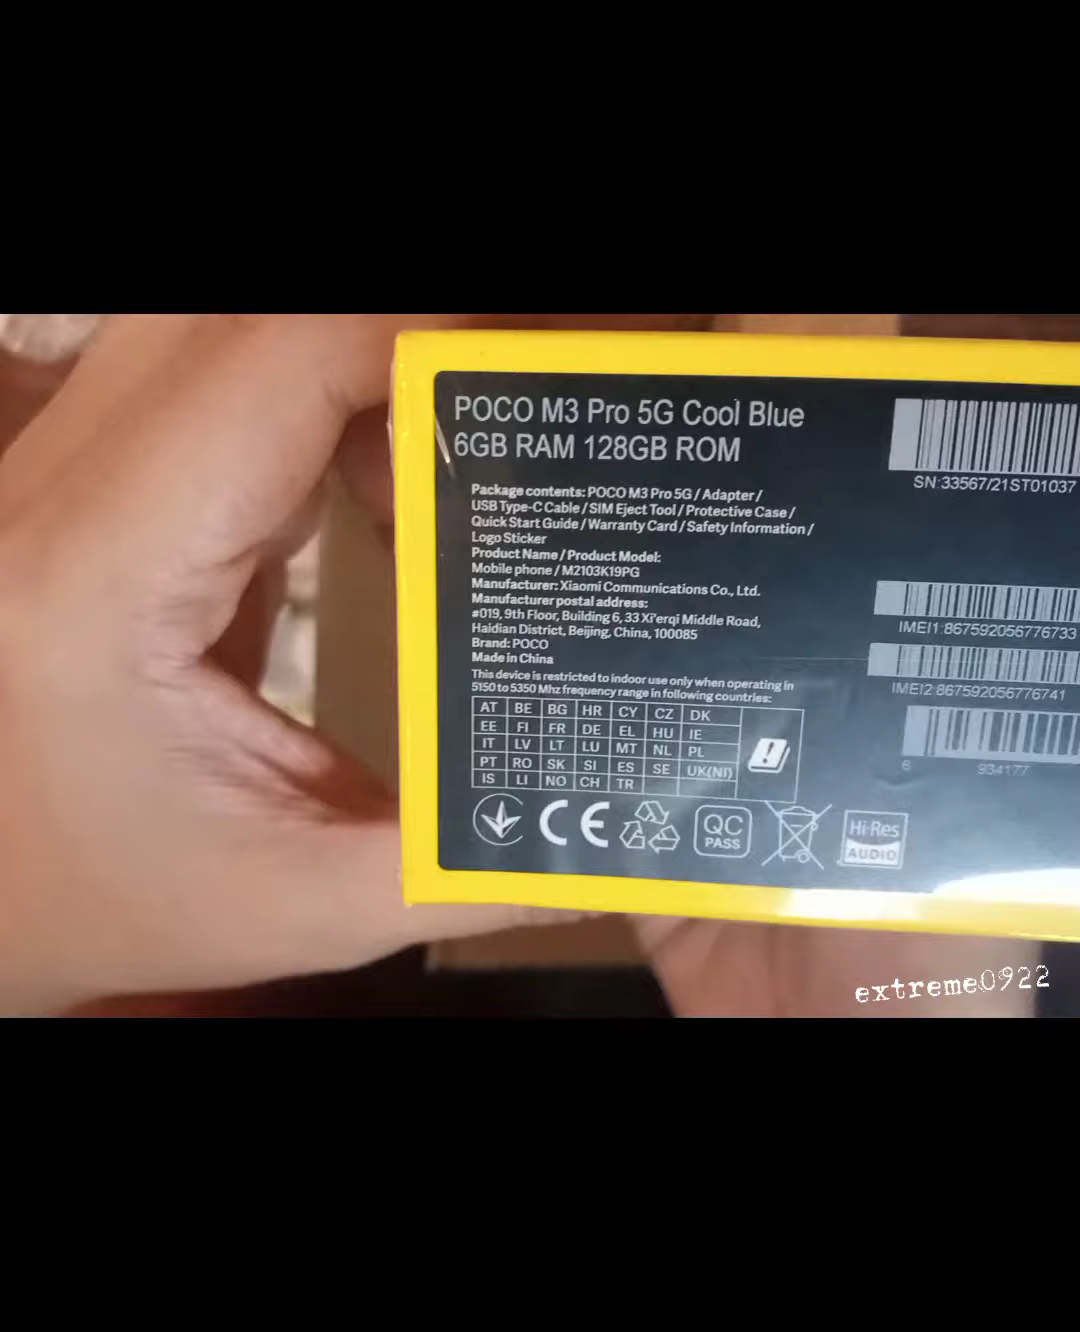 POCO M3 Pro 5G Cool Blue
6GB RAM 128GB ROM
Package contents: POCO M3 Pro 5G / Adapter /
USB Type-C Cable / SIM Eject Tool / Protective Case /
Quick Start Guide / Warranty Card / Safety Information /
Logo Sticker
Product Name / Product Model:
Mobile phone / M2103K19PG
Manufacturer: Xiaomi Communications Co., Ltd.
Manufacturer postal address:
#019, 9th Floor, Building 6, 33 Xi'erqi Middle Road,
Haidian District, Beijing, China, 100085
Brand: POCO
Made in China
This device is restricted to indoor use only when operating in
5150 to 5350 Mhz frequency range in following countries:
AT BE BG HR CY CZ DK
EE FI FR DE EL HU IE
IT LV LT LU MT NL PL
PT RO SK SI ES SE UK(NI)
IS LI NO CH TR
CE
QC
PASS
Hi-Res
AUDIO
SN:33567/21ST01037
IMEI1:867592056776733
IMEI2:867592056776741
6 934177
extreme0922